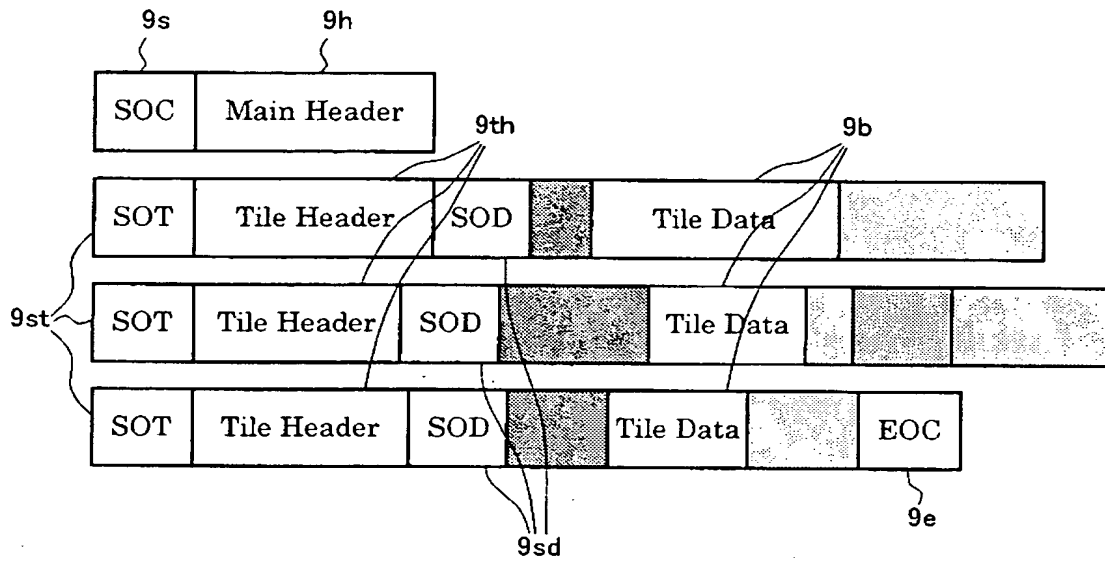 9s 9h
SOC Main Header
9th 9b
SOT Tile Header SOD Tile Data
9st
SOT Tile Header SOD Tile Data
SOT Tile Header SOD Tile Data EOC
9e
9sd